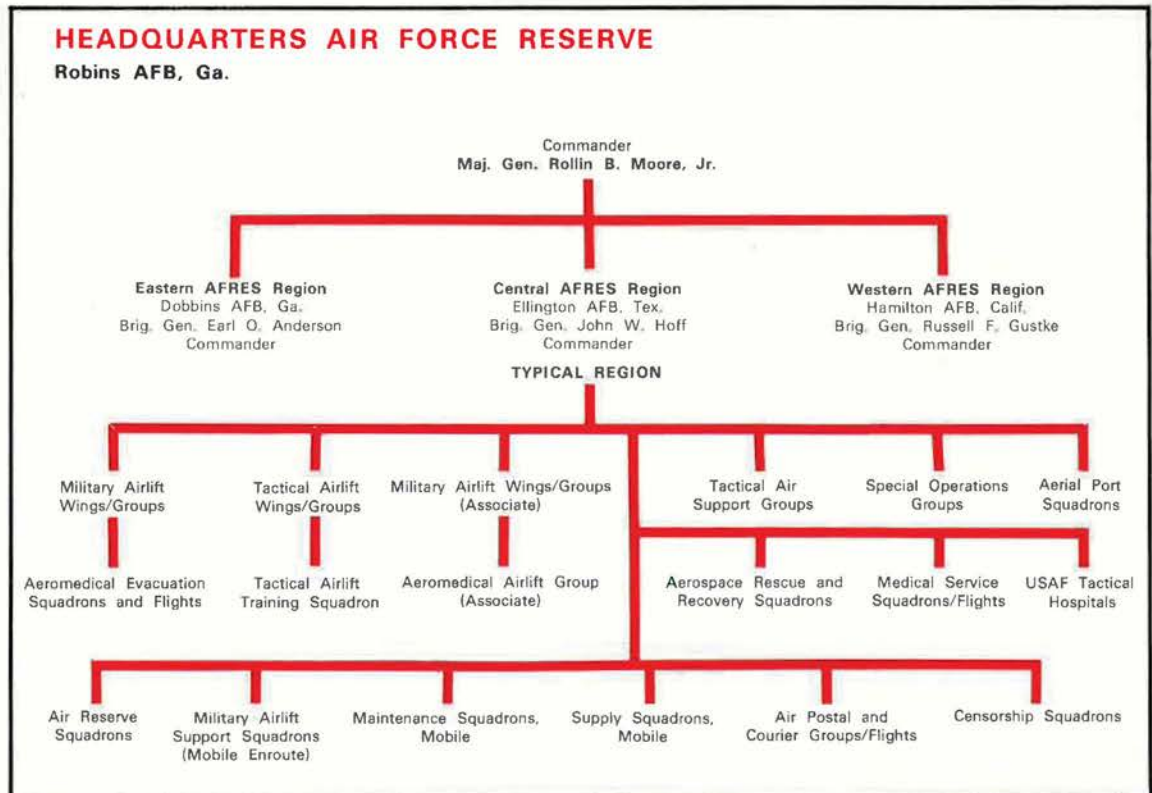 HEADQUARTERS AIR FORCE RESERVE
Robins AFB, Ga.
Commander
Maj. Gen. Rollin B. Moore, Jr.
Eastern AFRES Region
Dobbins AFB, Ga.
Brig. Gen. Earl O. Anderson
Commander
Central AFRES Region
Ellington AFB, Tex.
Brig. Gen. John W. Hoff
Commander
Western AFRES Region
Hamilton AFB, Calif.
Brig. Gen. Russell F. Gustke
Commander
TYPICAL REGION
Military Airlift
Wings/Groups
Tactical Airlift
Wings/Groups
Military Airlift Wings/Groups
(Associate)
Tactical Air
Support Groups
Special Operations
Groups
Aerial Port
Squadrons
Aeromedical Evacuation
Squadrons and Flights
Tactical Airlift
Training Squadron
Aeromedical Airlift Group
(Associate)
Aerospace Rescue and
Recovery Squadrons
Medical Service
Squadrons/Flights
USAF Tactical
Hospitals
Air Reserve
Squadrons
Military Airlift
Support Squadrons
(Mobile Enroute)
Maintenance Squadrons,
Mobile
Supply Squadrons,
Mobile
Air Postal and
Courier Groups/Flights
Censorship Squadrons